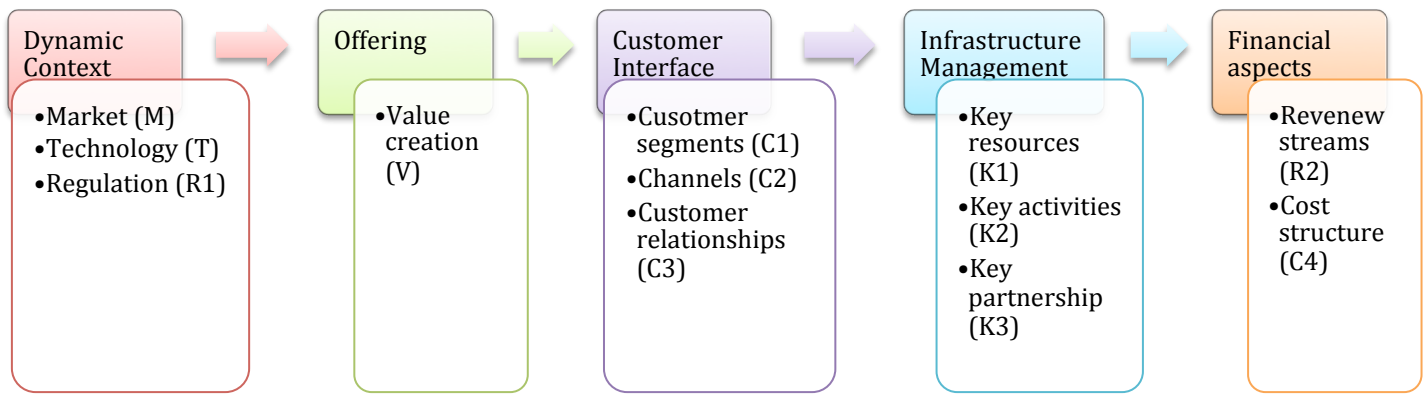 Dynamic
Context
•Market (M)
•Technology (T)
•Regulation (R1)
Offering
•Value
creation
(V)
Customer
Interface
•Cusotmer
segments (C1)
•Channels (C2)
•Customer
relationships
(C3)
Infrastructure
Management
•Key
resources
(K1)
•Key activities
(K2)
•Key
partnership
(K3)
Financial
aspects
•Revenew
streams
(R2)
•Cost
structure
(C4)